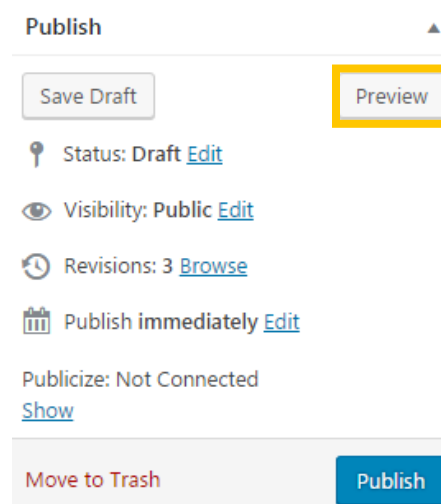 Publish
Save Draft Preview
Status: Draft Edit
Visibility: Public Edit
Revisions: 3 Browse
Publish immediately Edit
Publicize: Not Connected
Show
Move to Trash Publish